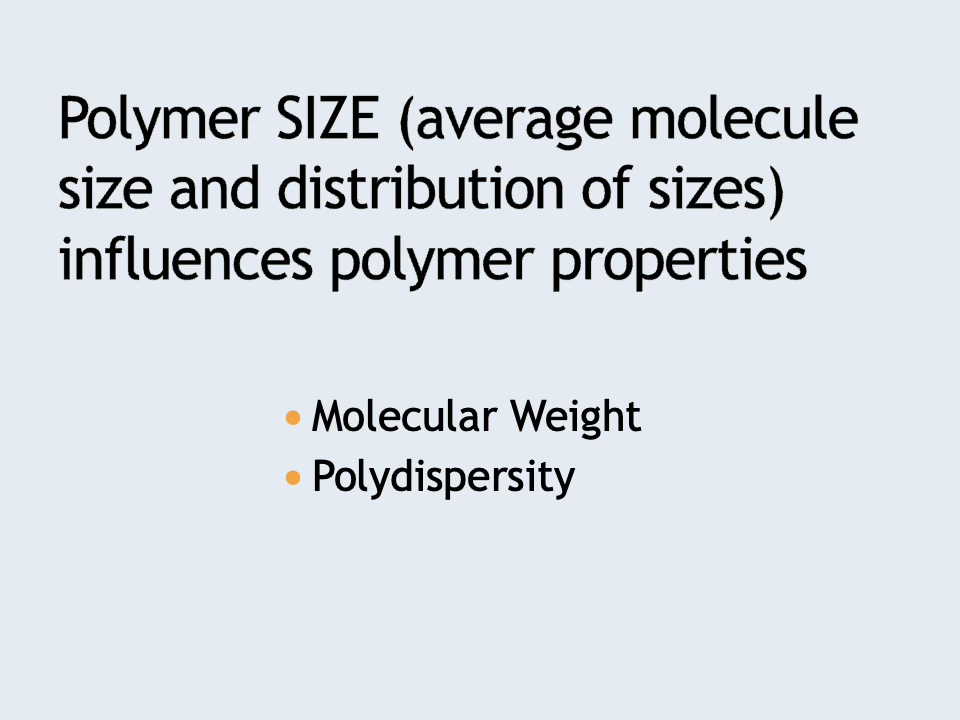 Polymer SIZE (average molecule
size and distribution of sizes)
influences polymer properties
• Molecular Weight
• Polydispersity